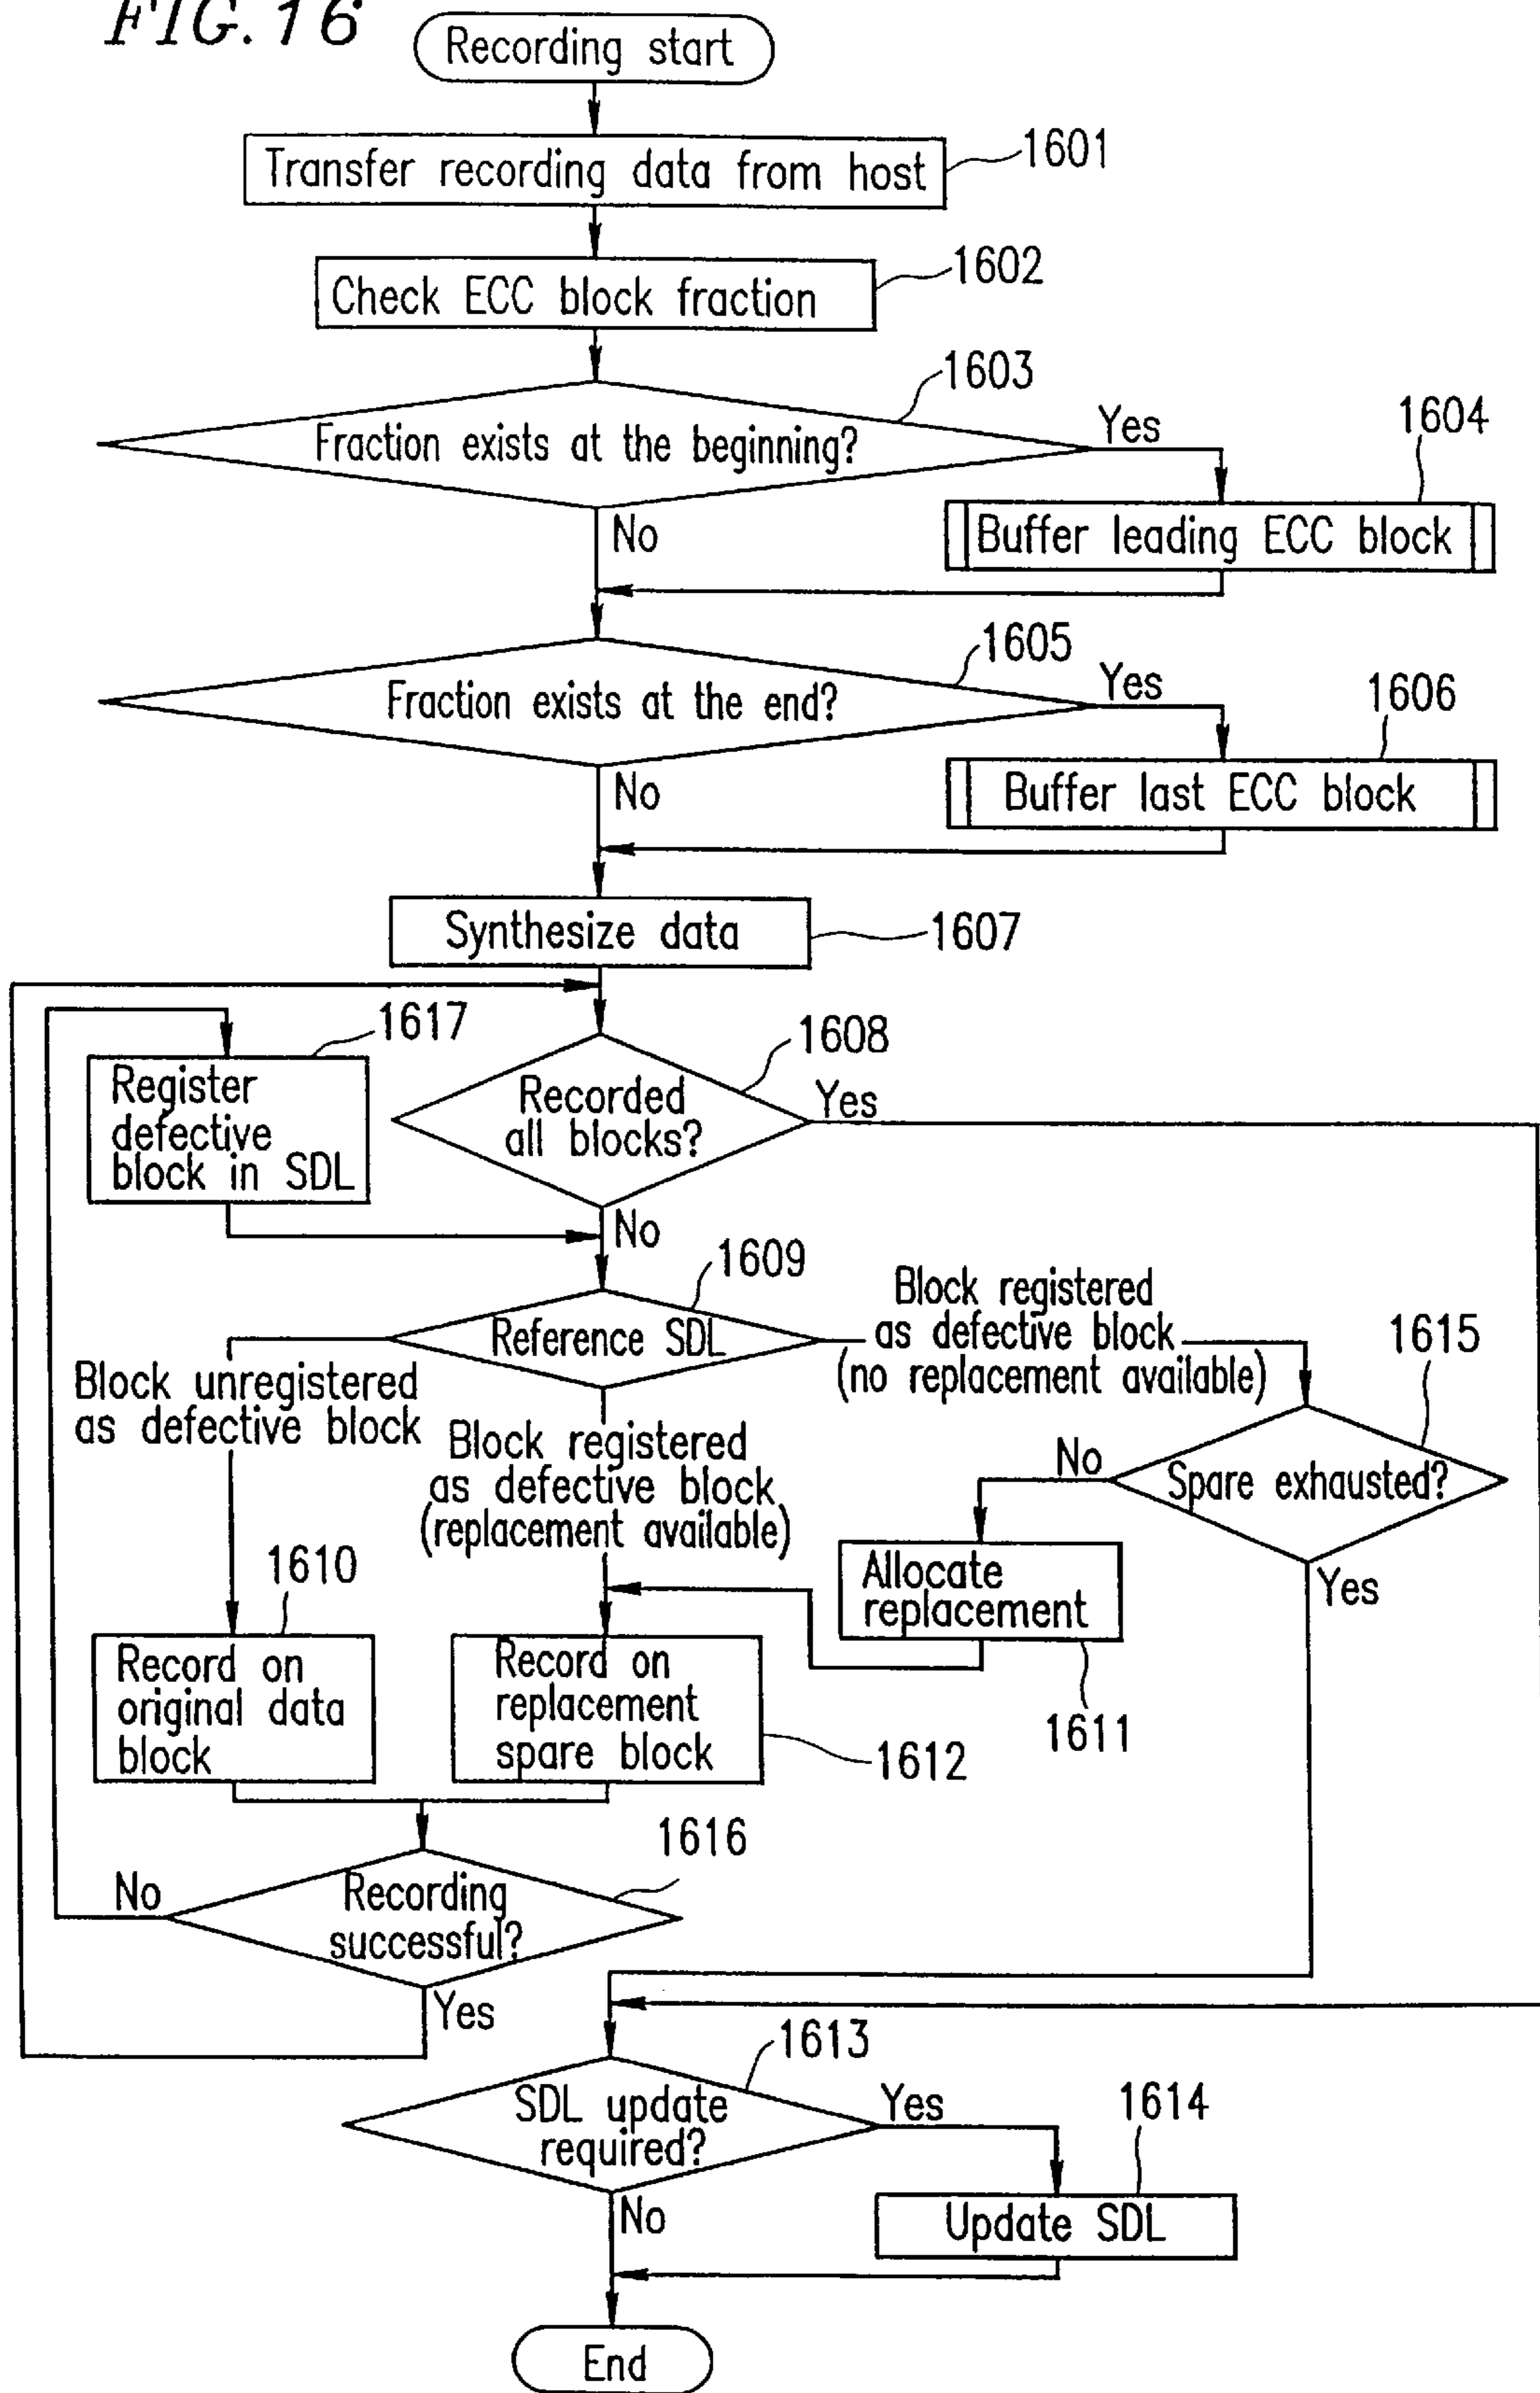 FIG. 16
Recording start
Transfer recording data from host
1601
Check ECC block fraction
1602
1603
Fraction exists at the beginning?
Yes
1604
No
Buffer leading ECC block
1605
Fraction exists at the end?
Yes
1606
No
Buffer last ECC block
Synthesize data
1607
1617
1608
Register
defective
block in SDL
Recorded
all blocks?
Yes
No
1609
Reference SDL
Block registered
as defective block
(no replacement available)
1615
Block unregistered
as defective block
Block registered
as defective block
(replacement available)
No
Spare exhausted?
Yes
1610
Allocate
replacement
1611
Record on
original data
block
Record on
replacement
spare block
1612
1616
No
Recording
successful?
Yes
1613
SDL update
required?
Yes
1614
No
Update SDL
End